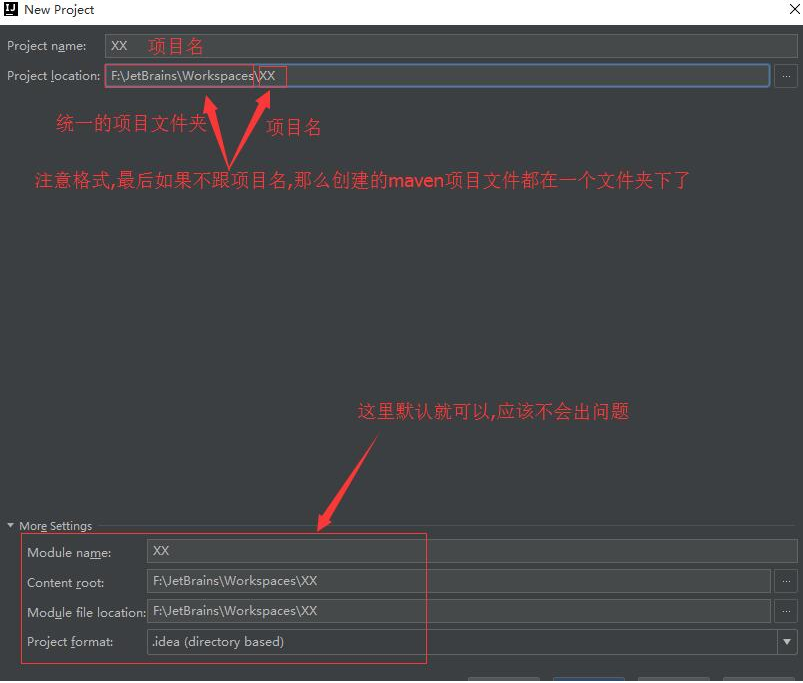 New Project
Project name: XX 项目名
Project location: F:\JetBrains\Workspaces\XX ...
统一的项目文件夹 项目名
注意格式,最后如果不跟项目名,那么创建的maven项目文件都在一个文件夹下了
这里默认就可以,应该不会出问题
More Settings
Module name: XX
Content root: F:\JetBrains\Workspaces\XX ...
Module file location: F:\JetBrains\Workspaces\XX ...
Project format: .idea (directory based)